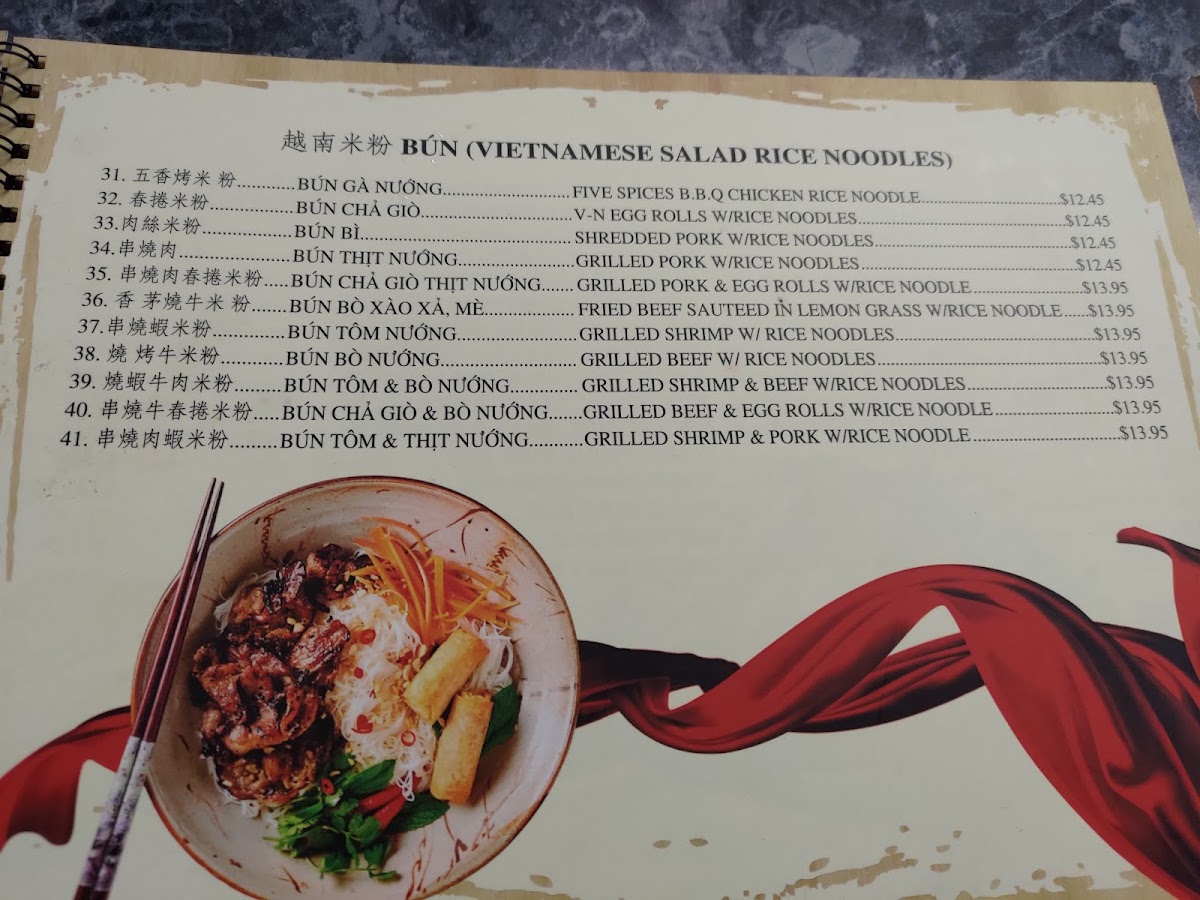 越南米粉 BÚN (VIETNAMESE SALAD RICE NOODLES)
31. 五香烤米 粉............BÚN GÀ NƯỚNG..........................FIVE SPICES B.B.Q CHICKEN RICE NOODLE..............................$12.45
32. 春捲米粉..................BÚN CHẢ GIÒ................................V-N EGG ROLLS W/RICE NOODLES.............................................$12.45
33.肉絲米粉...................BÚN BÌ............................................SHREDDED PORK W/RICE NOODLES..........................................$12.45
34.串燒肉........................BÚN THỊT NƯỚNG........................GRILLED PORK W/RICE NOODLES..............................................$12.45
35. 串燒肉春捲米粉.....BÚN CHẢ GIÒ THỊT NƯỚNG.......GRILLED PORK & EGG ROLLS W/RICE NOODLE.......................$13.95
36. 香 茅燒牛米 粉........BÚN BÒ XÀO XẢ, MÈ...................FRIED BEEF SAUTEED IN LEMON GRASS W/RICE NOODLE......$13.95
37.串燒蝦米粉................BÚN TÔM NƯỚNG.........................GRILLED SHRIMP W/ RICE NOODLES.......................................$13.95
38. 燒 烤牛米粉..............BÚN BÒ NƯỚNG...........................GRILLED BEEF W/ RICE NOODLES............................................$13.95
39. 燒蝦牛肉米粉.........BÚN TÔM & BÒ NƯỚNG.............GRILLED SHRIMP & BEEF W/RICE NOODLES...........................$13.95
40. 串燒牛春捲米粉.....BÚN CHẢ GIÒ & BÒ NƯỚNG......GRILLED BEEF & EGG ROLLS W/RICE NOODLE.......................$13.95
41. 串燒肉蝦米粉.........BÚN TÔM & THỊT NƯỚNG..........GRILLED SHRIMP & PORK W/RICE NOODLE............................$13.95